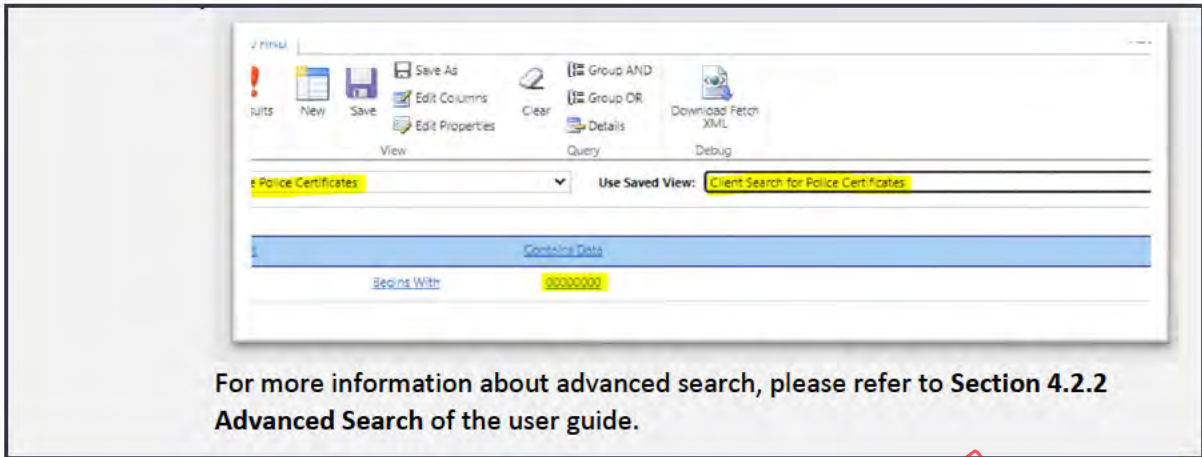 Save As
Group AND
New
Save
Edit Columns
Clear
Group OR
Download Fetch
XML
Edit Properties
Details
View
Query
Debug
Police Certificates
Use Saved View: Client Search for Police Certificates
Contains Data
Begins With
00000000
For more information about advanced search, please refer to Section 4.2.2
Advanced Search of the user guide.